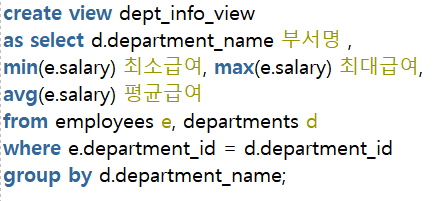 create view dept_info_view
as select d.department_name 부서명 ,
min(e.salary) 최소급여, max(e.salary) 최대급여,
avg(e.salary) 평균급여
from employees e, departments d
where e.department_id = d.department_id
group by d.department_name;